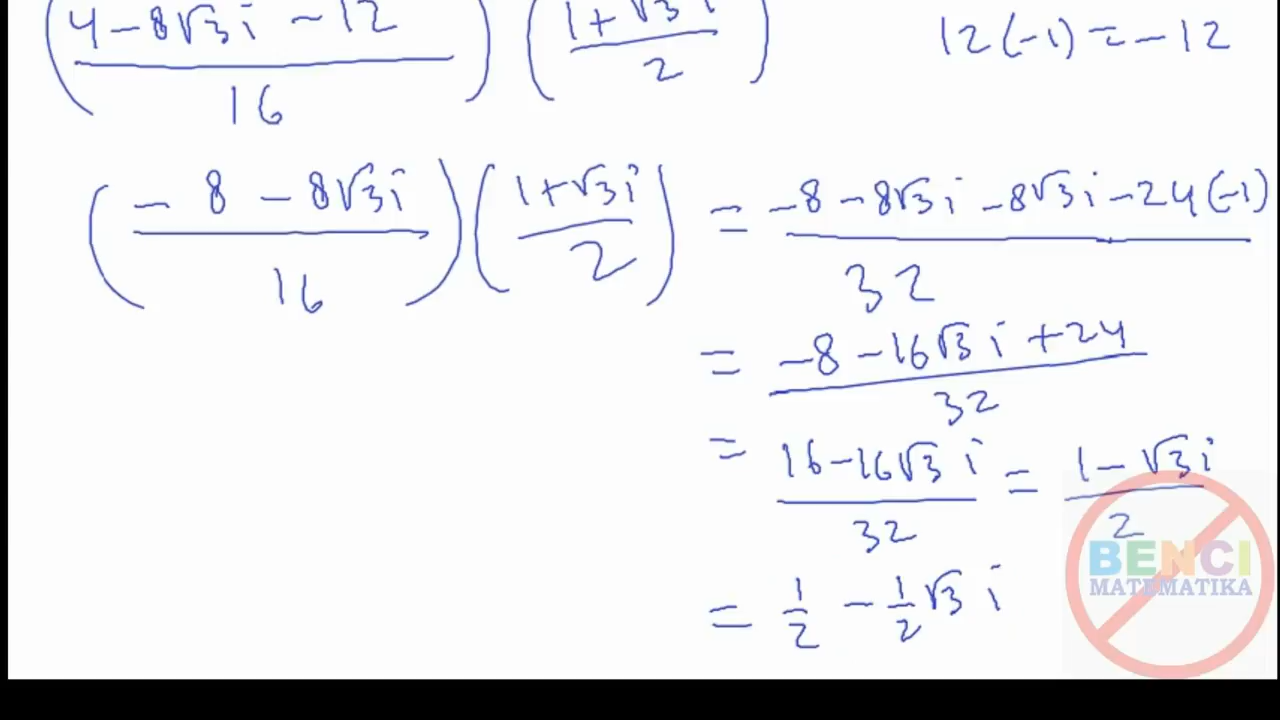 (4 - 8√3 i - 12 / 16) (1 + √3 i / 2)
12 (-1) = -12
(- 8 - 8√3 i / 16) (1 + √3 i / 2) = -8 - 8√3 i - 8√3 i - 24 (-1) / 32
= -8 - 16√3 i + 24 / 32
= 16 - 16√3 i / 32 = 1 - √3 i / 2
= 1/2 - 1/2 √3 i
BENCI
MATEMATIKA